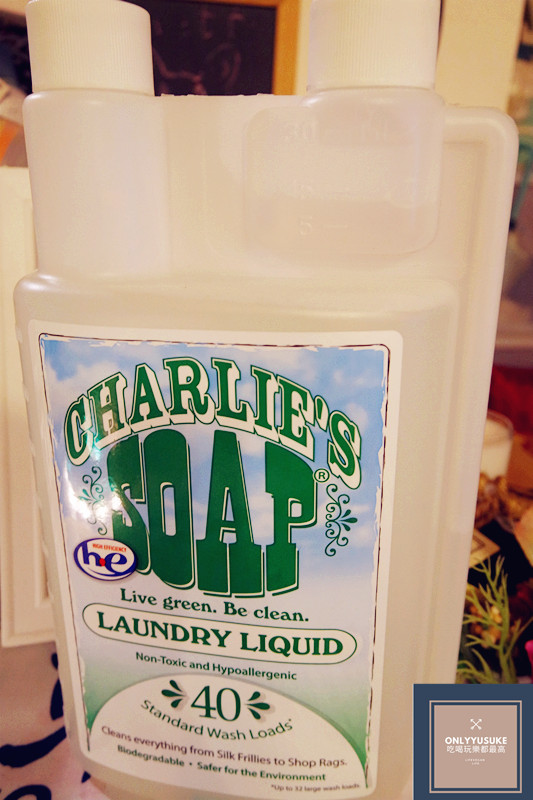 CHARLIE'S
SOAP®
HIGH EFFICIENCY
he
Live green. Be clean.
LAUNDRY LIQUID
Non-Toxic and Hypoallergenic
40
Standard Wash Loads*
Cleans everything from Silk Frillies to Shop Rags.
Biodegradable • Safer for the Environment
*Up to 32 large wash loads.
ONLYYUSUKE
吃喝玩樂都最高